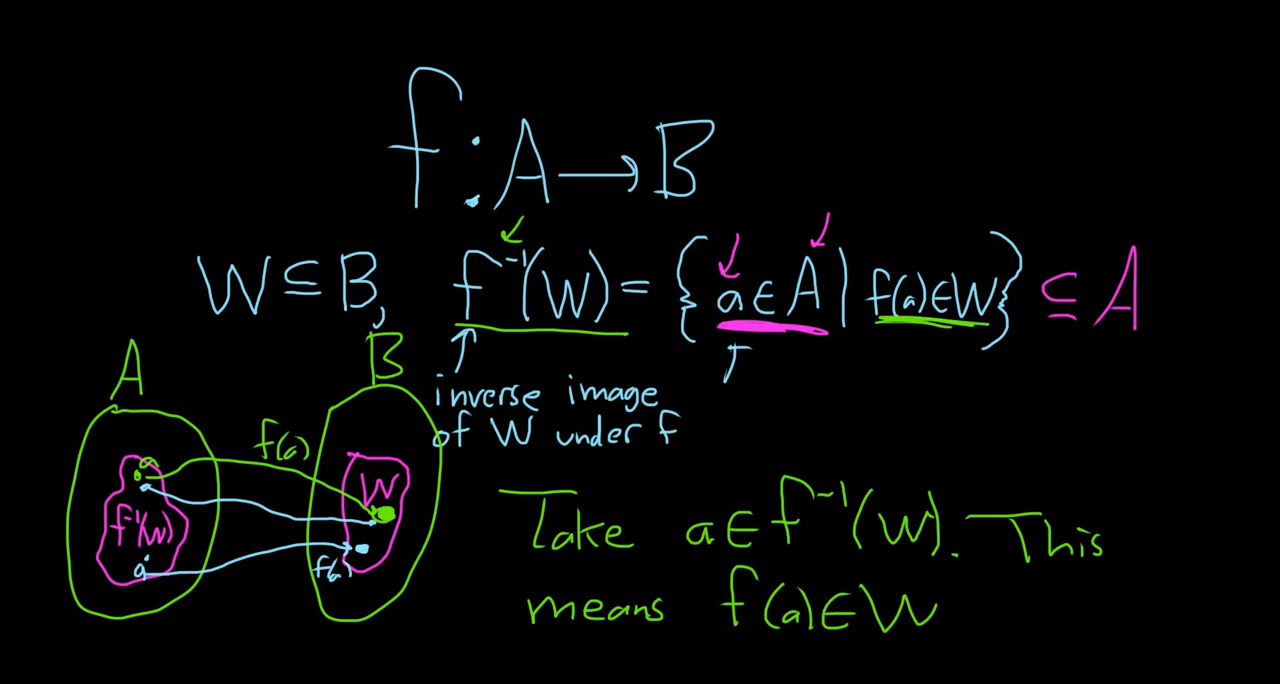 f: A → B
W ⊆ B, f⁻¹(W) = { a ∈ A | f(a) ∈ W } ⊆ A
inverse image
of W under f
A
B
f(a)
a
W
f⁻¹(W)
a
f(a)
Take a ∈ f⁻¹(W). This
means f(a) ∈ W